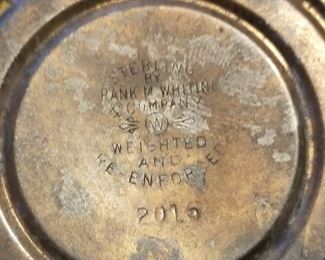 STERLING
BY
FRANK M. WHITING
& COMPANY
W
WEIGHTED
AND
RE-ENFORCED
2015